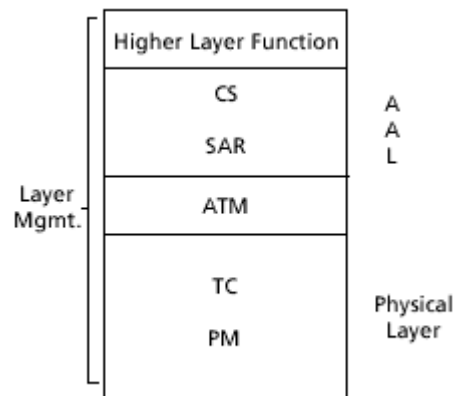 Higher Layer Function
CS
SAR
A
A
L
ATM
Layer
Mgmt.
TC
PM
Physical
Layer